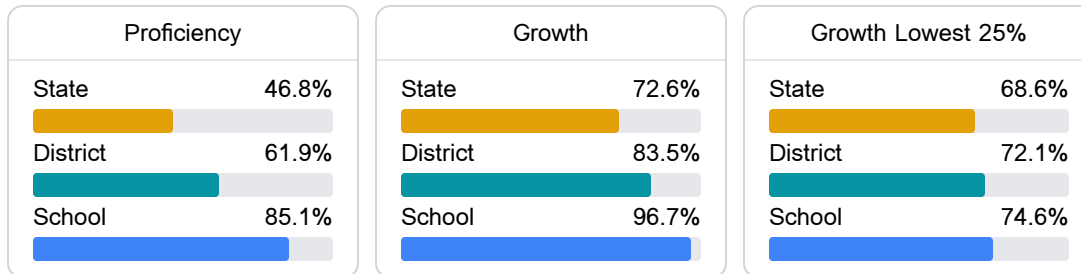 Proficiency
State 46.8%
District 61.9%
School 85.1%
Growth
State 72.6%
District 83.5%
School 96.7%
Growth Lowest 25%
State 68.6%
District 72.1%
School 74.6%